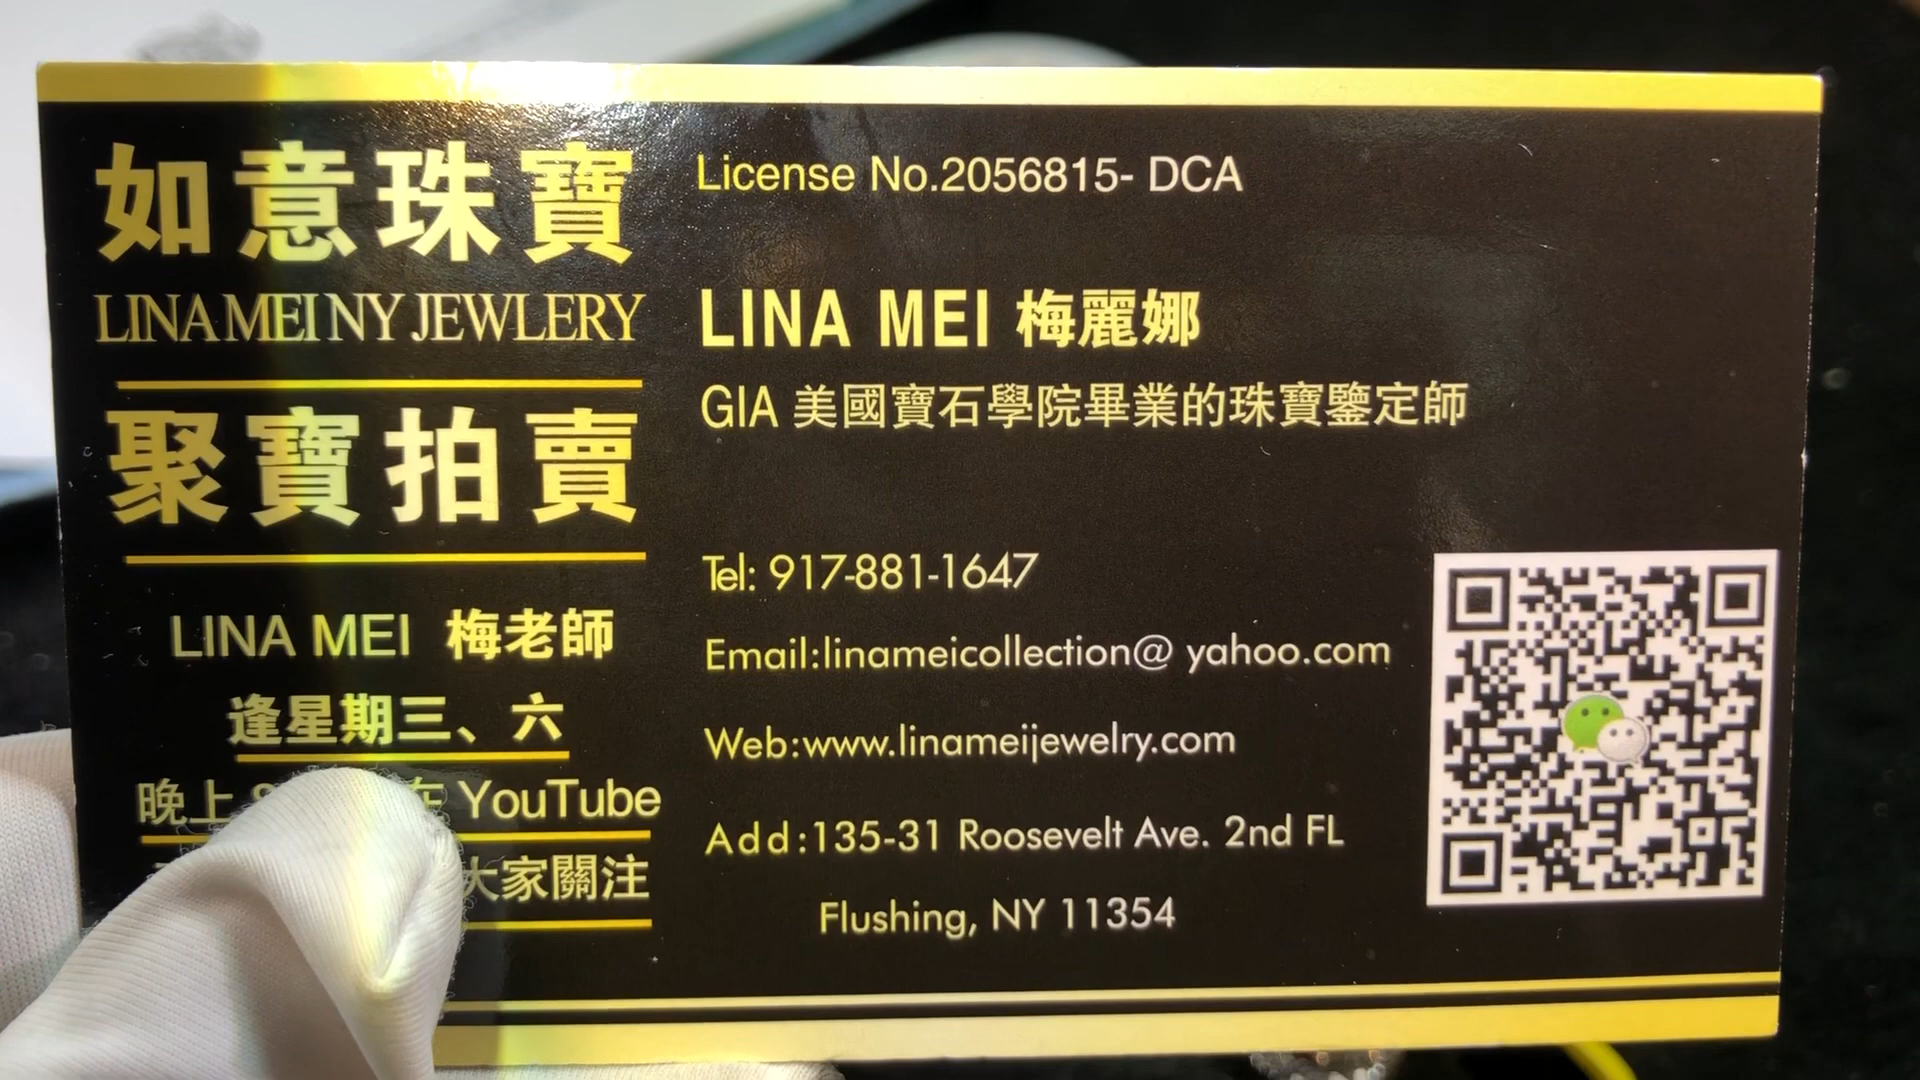 如意珠寶
LINA MEI NY JEWLERY
聚寶拍賣
LINA MEI 梅老師
逢星期三、六
晚上 在 YouTube
大家關注
License No.2056815- DCA
LINA MEI 梅麗娜
GIA 美國寶石學院畢業的珠寶鑒定師
Tel: 917-881-1647
Email:linameicollection@ yahoo.com
Web:www.linameijewelry.com
Add:135-31 Roosevelt Ave. 2nd FL
Flushing, NY 11354